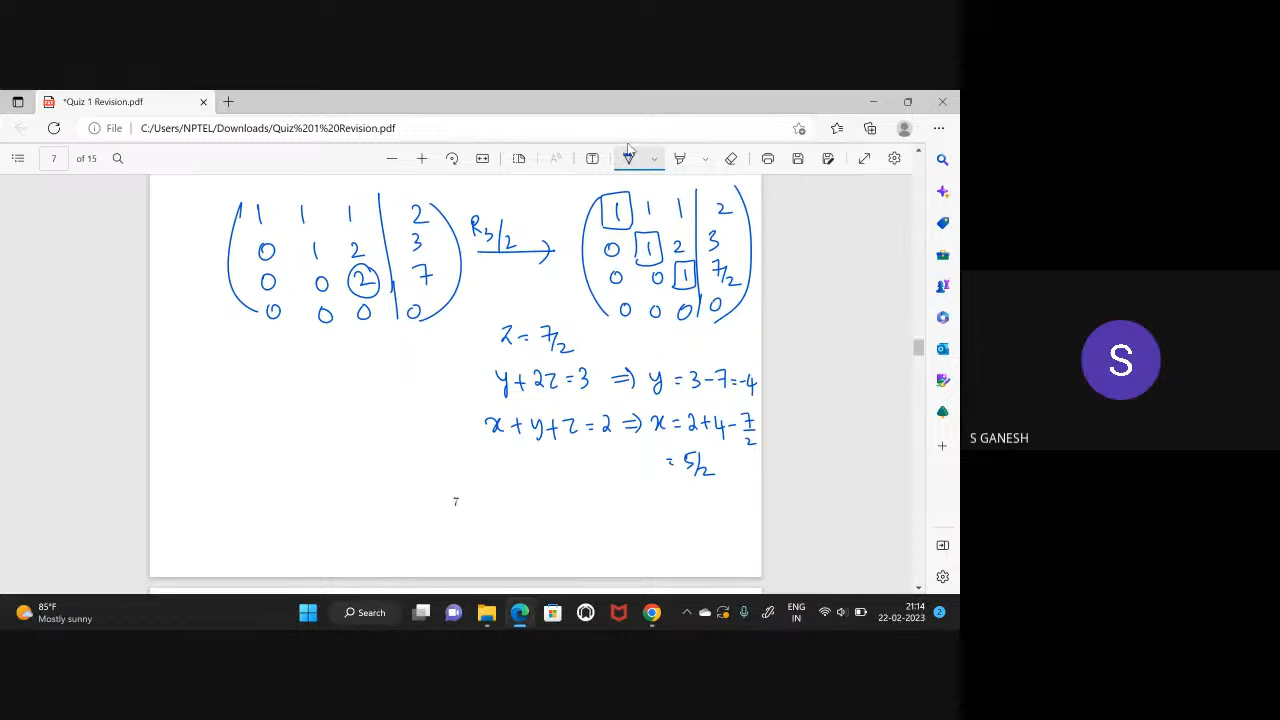 *Quiz 1 Revision.pdf
File C:/Users/NPTEL/Downloads/Quiz%201%20Revision.pdf
7 of 15
1 1 1 2
0 1 2 3
0 0 2 7
0 0 0 0
R3/2
1 1 1 2
0 1 2 3
0 0 1 7/2
0 0 0 0
z = 7/2
y + 2z = 3 ⇒ y = 3 - 7 = -4
x + y + z = 2 ⇒ x = 2 + 4 - 7/2
= 5/2
7
S
S GANESH
85°F
Mostly sunny
Search
ENG
IN
21:14
22-02-2023
2